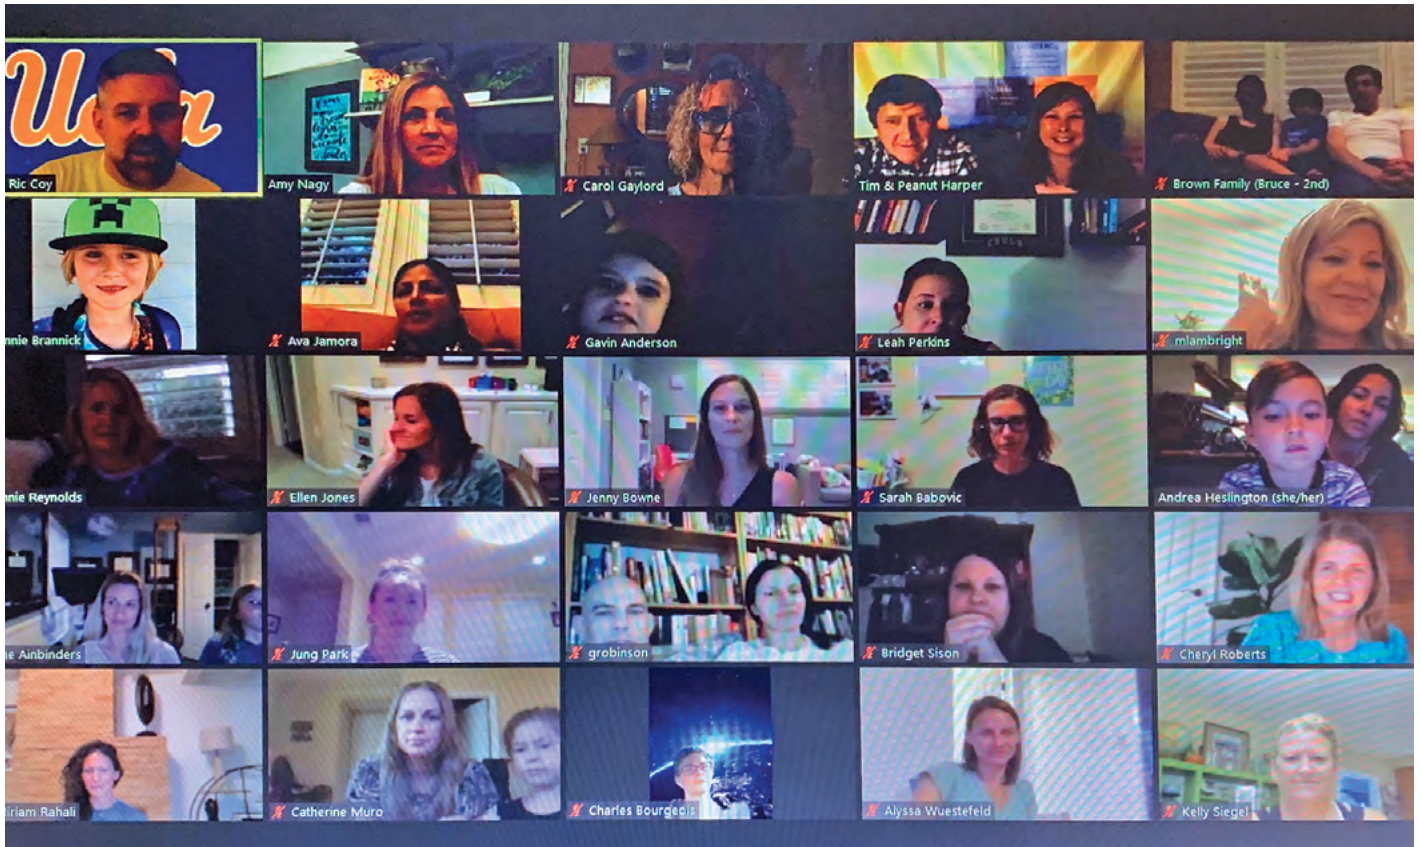 Ric Coy
Amy Nagy
Carol Gaylord
Tim & Peanut Harper
Brown Family (Bruce - 2nd)
nnie Brannick
Ava Jamora
Gavin Anderson
Leah Perkins
mlambright
nnie Reynolds
Ellen Jones
Jenny Bowne
Sarah Babovic
Andrea Heslington (she/her)
he Ainbinders
Jung Park
grobinson
Bridget Sison
Cheryl Roberts
iriam Rahali
Catherine Muro
Charles Bourgeois
Alyssa Wuestefeld
Kelly Siegel